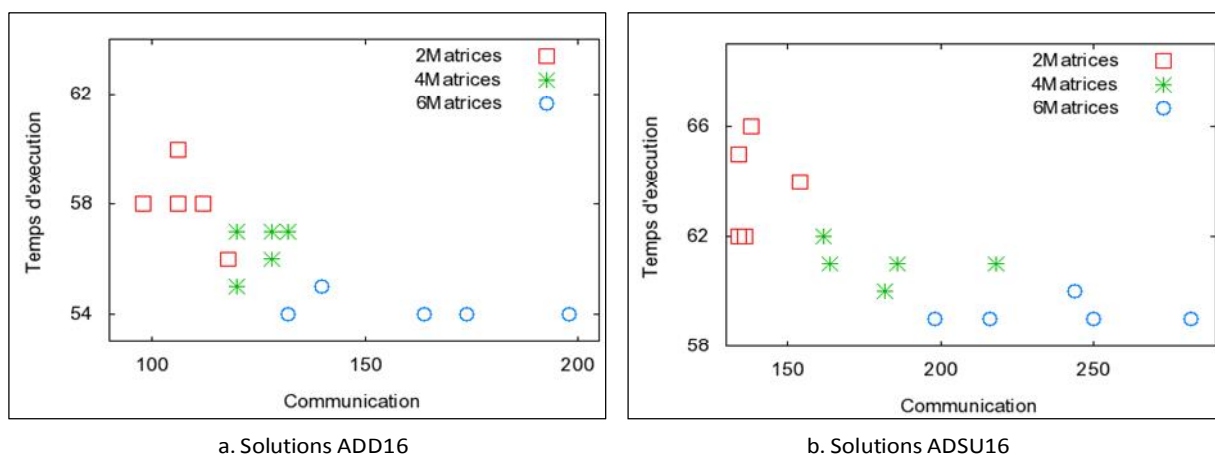 2Matrices
4Matrices
6Matrices
62
58
54
Temps d'execution
100
150
200
Communication
a. Solutions ADD16
2Matrices
4Matrices
6Matrices
66
62
58
Temps d'execution
150
200
250
Communication
b. Solutions ADSU16